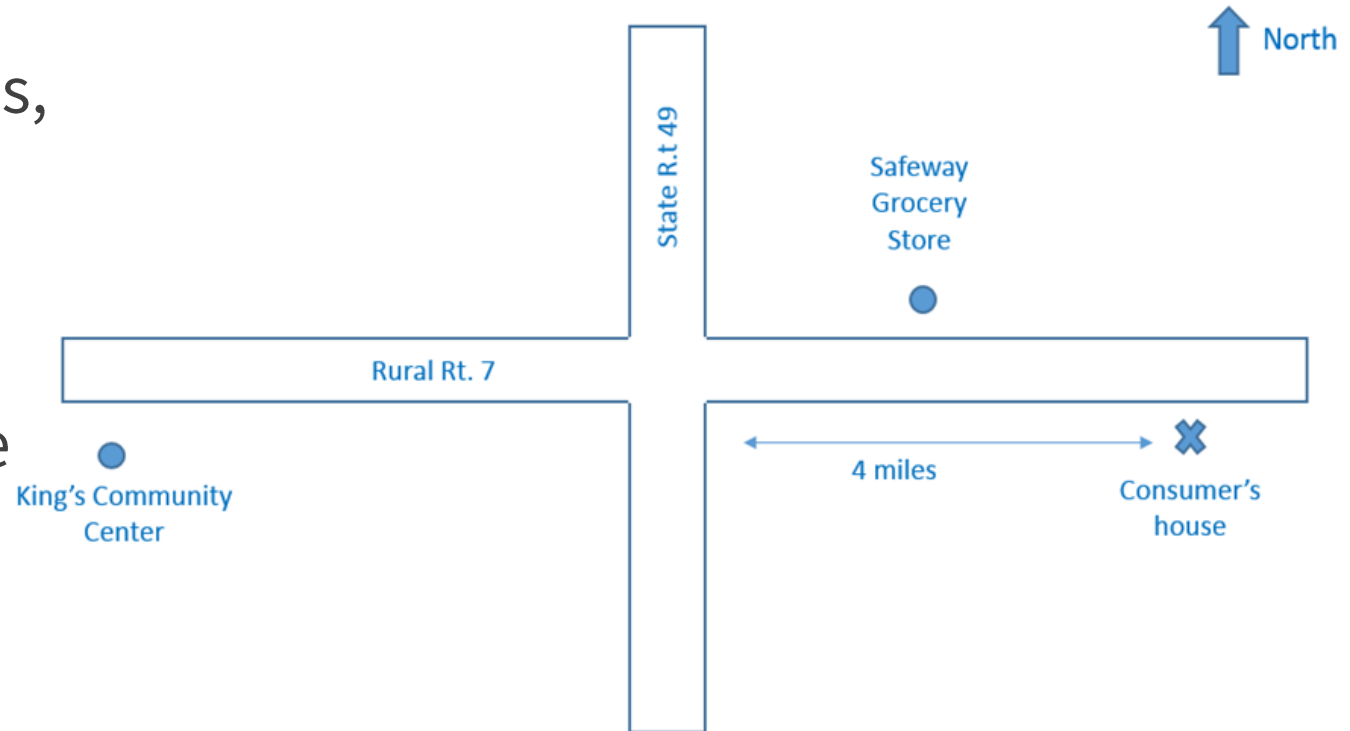 North
s,
State R.t 49
Safeway
Grocery
Store
Rural Rt. 7
e
4 miles
King's Community
Center
Consumer's
house